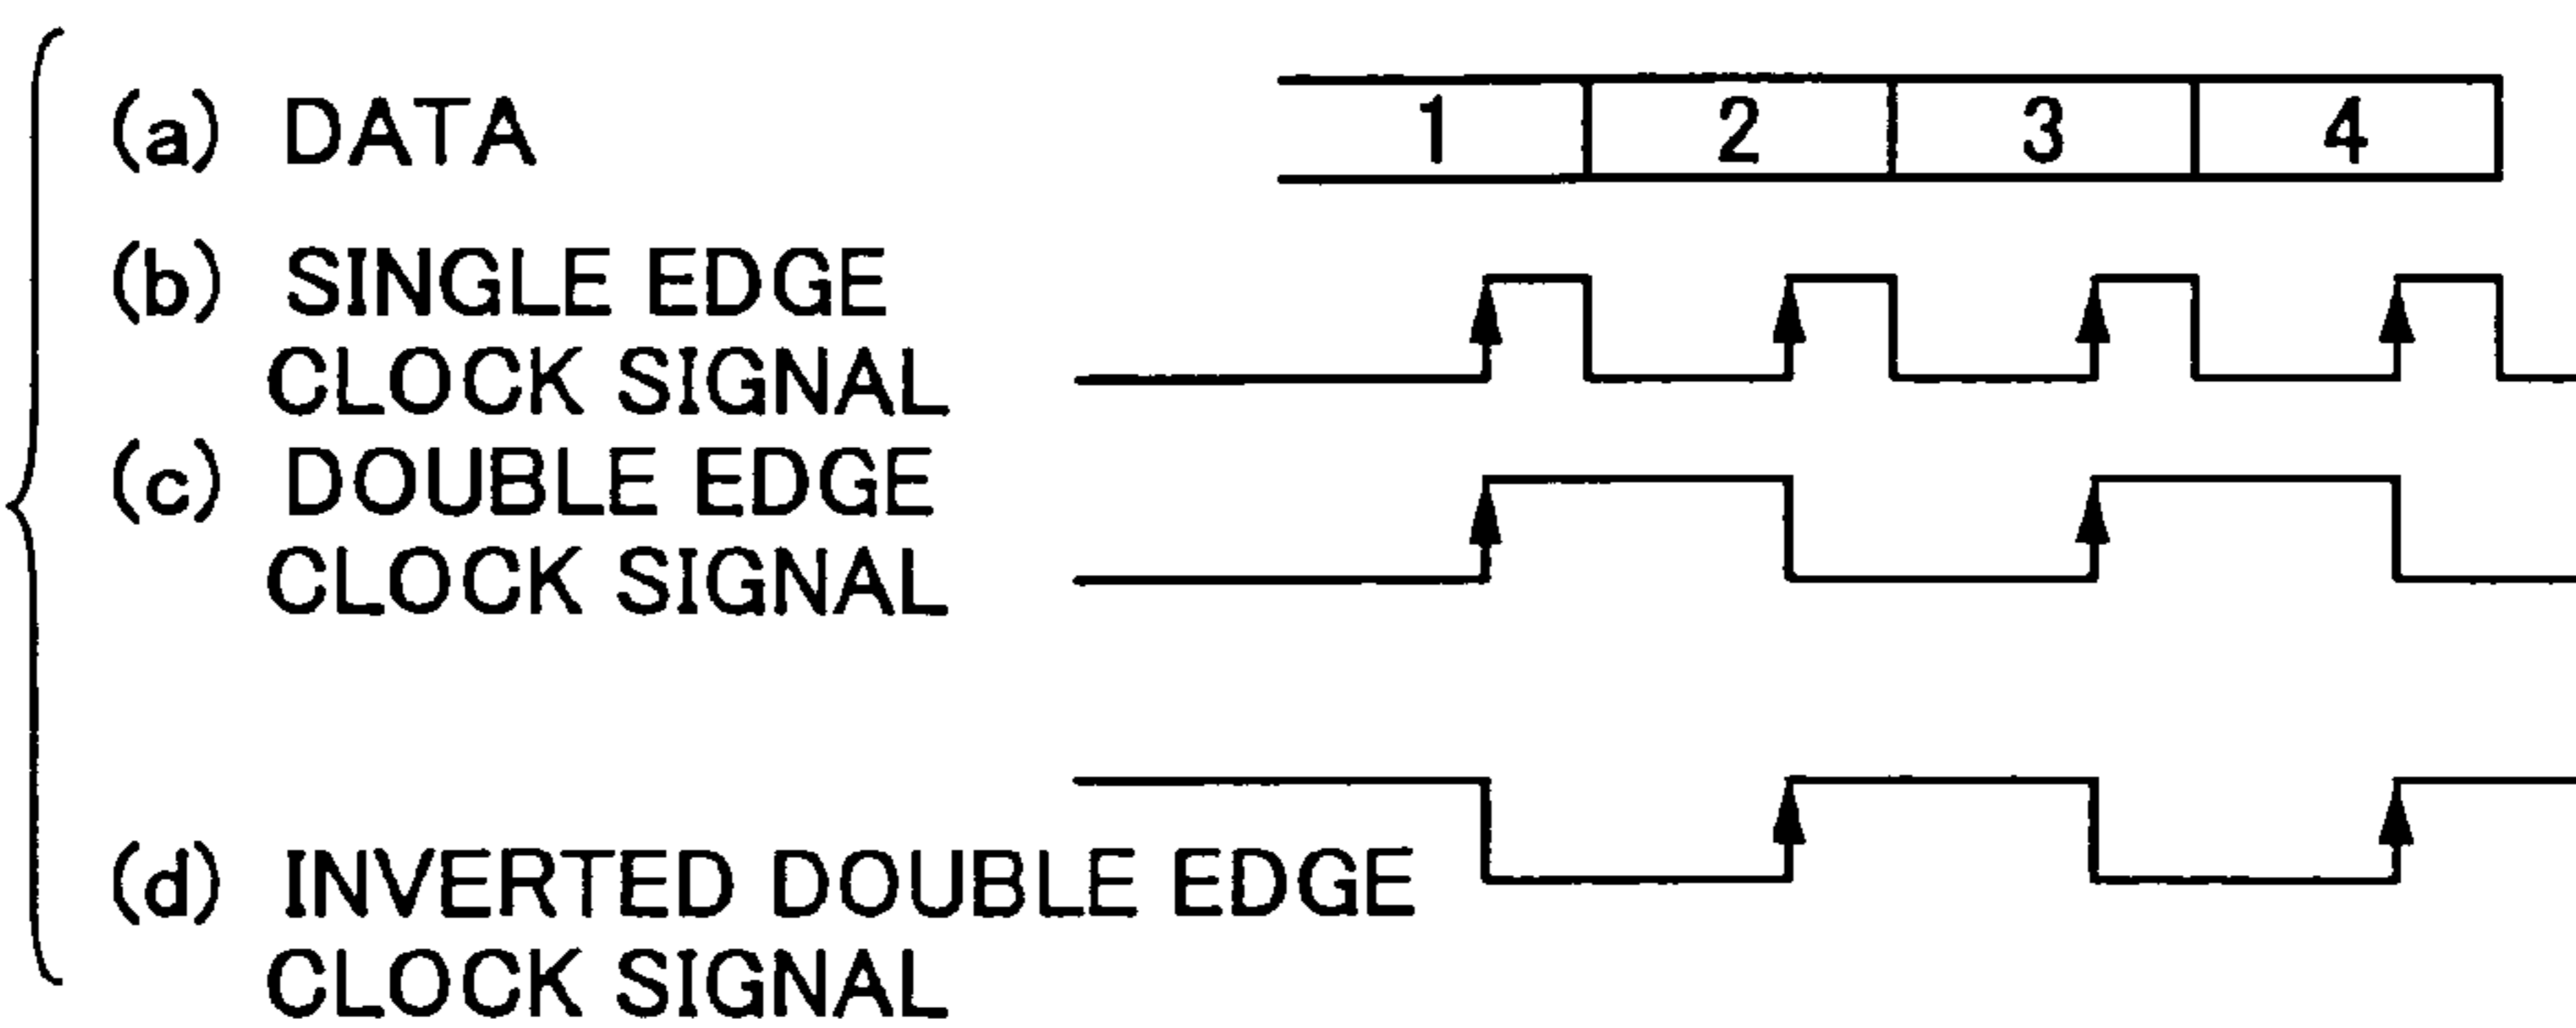 (a) DATA
1 2 3 4
(b) SINGLE EDGE
CLOCK SIGNAL
(c) DOUBLE EDGE
CLOCK SIGNAL
(d) INVERTED DOUBLE EDGE
CLOCK SIGNAL